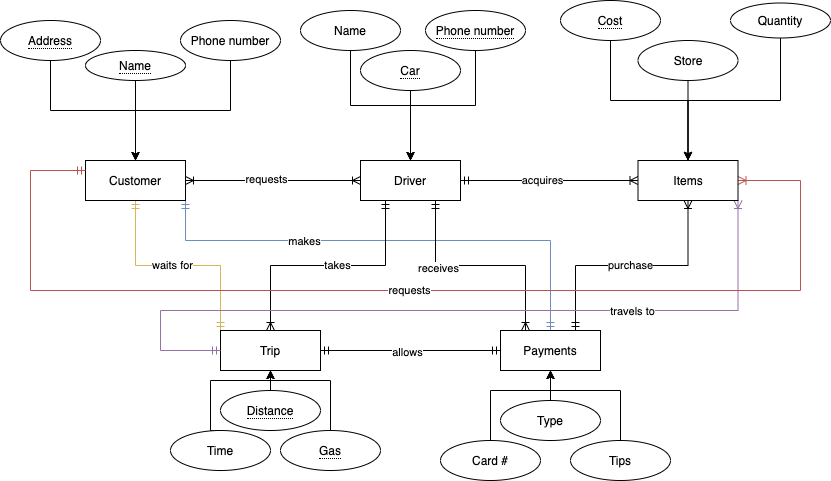 Cost
Quantity
Address
Phone number
Name
Phone number
Name
Car
Store
Customer
requests
Driver
acquires
Items
makes
waits for
takes
receives
purchase
requests
travels to
Trip
allows
Payments
Distance
Type
Time
Gas
Card #
Tips